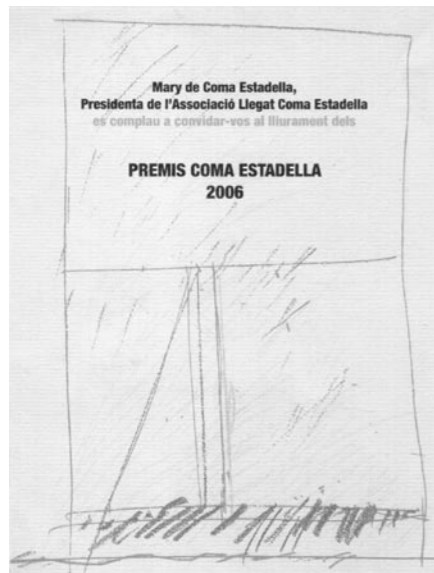 Mary de Coma Estadella,
Presidenta de l'Associació Llegat Coma Estadella
es complau a convidar-vos al lliurament dels
PREMIS COMA ESTADELLA
2006